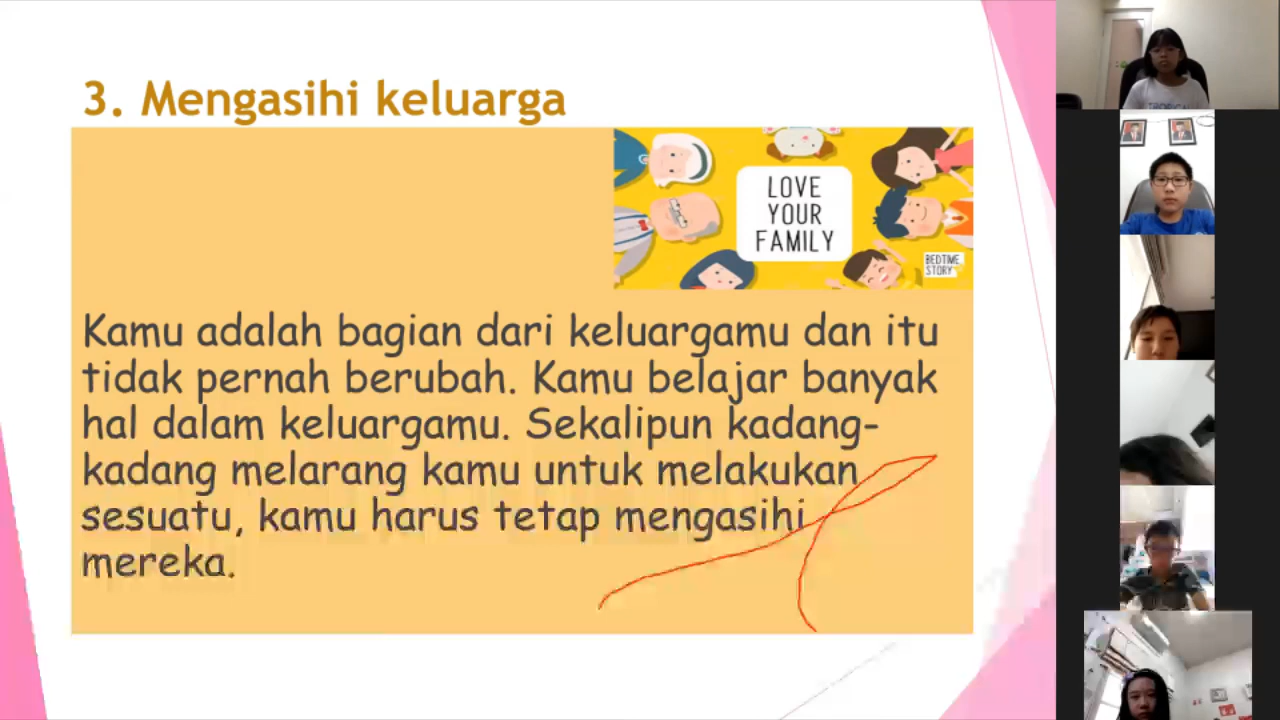 3. Mengasihi keluarga
LOVE
YOUR
FAMILY
BEDTIME
STORY
Kamu adalah bagian dari keluargamu dan itu
tidak pernah berubah. Kamu belajar banyak
hal dalam keluargamu. Sekalipun kadang-
kadang melarang kamu untuk melakukan
sesuatu, kamu harus tetap mengasihi
mereka.
TROPICAL